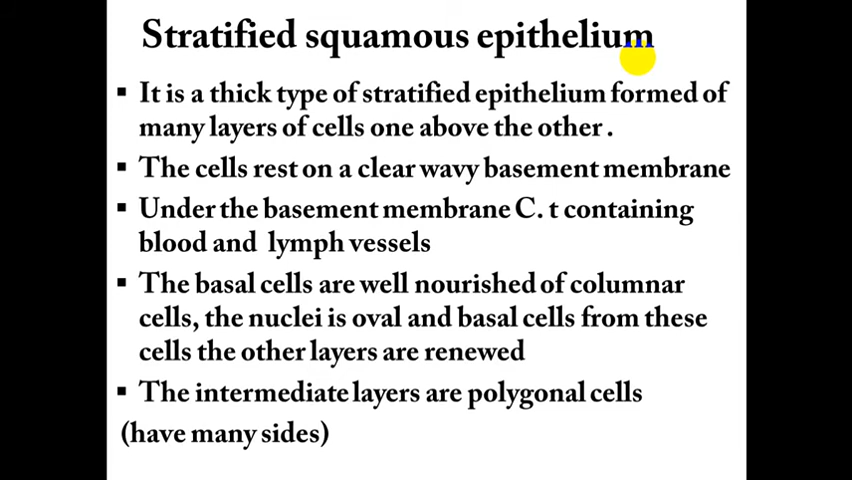 Stratified squamous epithelium
▪ It is a thick type of stratified epithelium formed of
many layers of cells one above the other .
▪ The cells rest on a clear wavy basement membrane
▪ Under the basement membrane C. t containing
blood and lymph vessels
▪ The basal cells are well nourished of columnar
cells, the nuclei is oval and basal cells from these
cells the other layers are renewed
▪ The intermediate layers are polygonal cells
(have many sides)